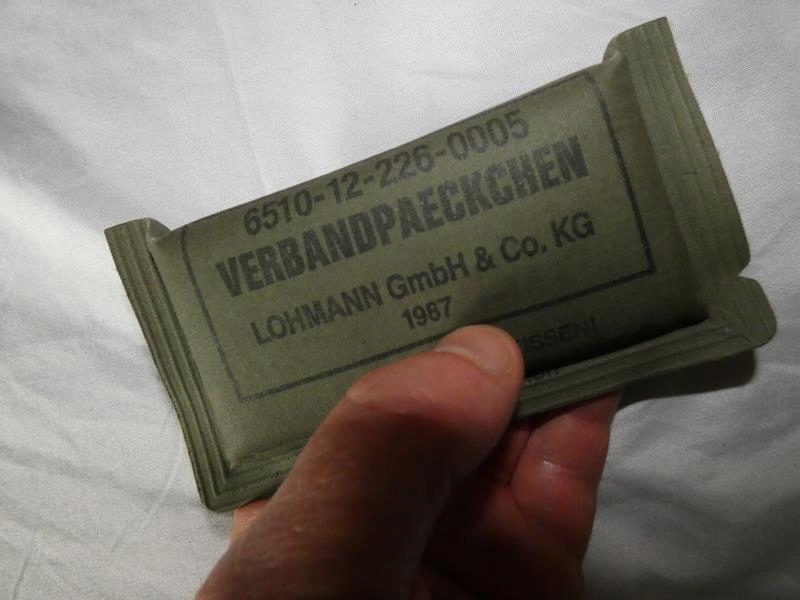 6510-12-226-0005
VERBANDPAECKCHEN
LOHMANN GmbH & Co. KG
1987